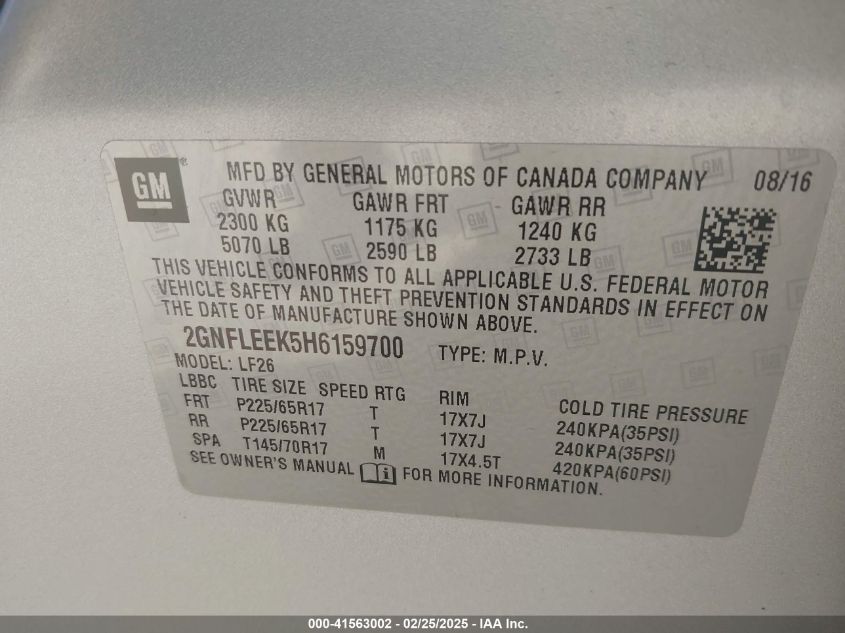 GM ® MFD BY GENERAL MOTORS OF CANADA COMPANY 08/16
GVWR GAWR FRT GAWR RR
2300 KG 1175 KG 1240 KG
5070 LB 2590 LB 2733 LB
THIS VEHICLE CONFORMS TO ALL APPLICABLE U.S. FEDERAL MOTOR
VEHICLE SAFETY AND THEFT PREVENTION STANDARDS IN EFFECT ON
THE DATE OF MANUFACTURE SHOWN ABOVE.
2GNFLEEK5H6159700 TYPE: M.P.V.
MODEL: LF26
LBBC TIRE SIZE SPEED RTG RIM COLD TIRE PRESSURE
FRT P225/65R17 T 17X7J 240KPA(35PSI)
RR P225/65R17 T 17X7J 240KPA(35PSI)
SPA T145/70R17 M 17X4.5T 420KPA(60PSI)
SEE OWNER'S MANUAL FOR MORE INFORMATION.
000-41563002 - 02/25/2025 - IAA Inc.